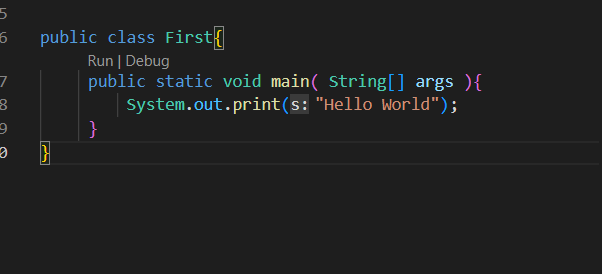 5
6 public class First{
Run | Debug
7 public static void main( String[] args ){
8 System.out.print(s: "Hello World");
9 }
0 }